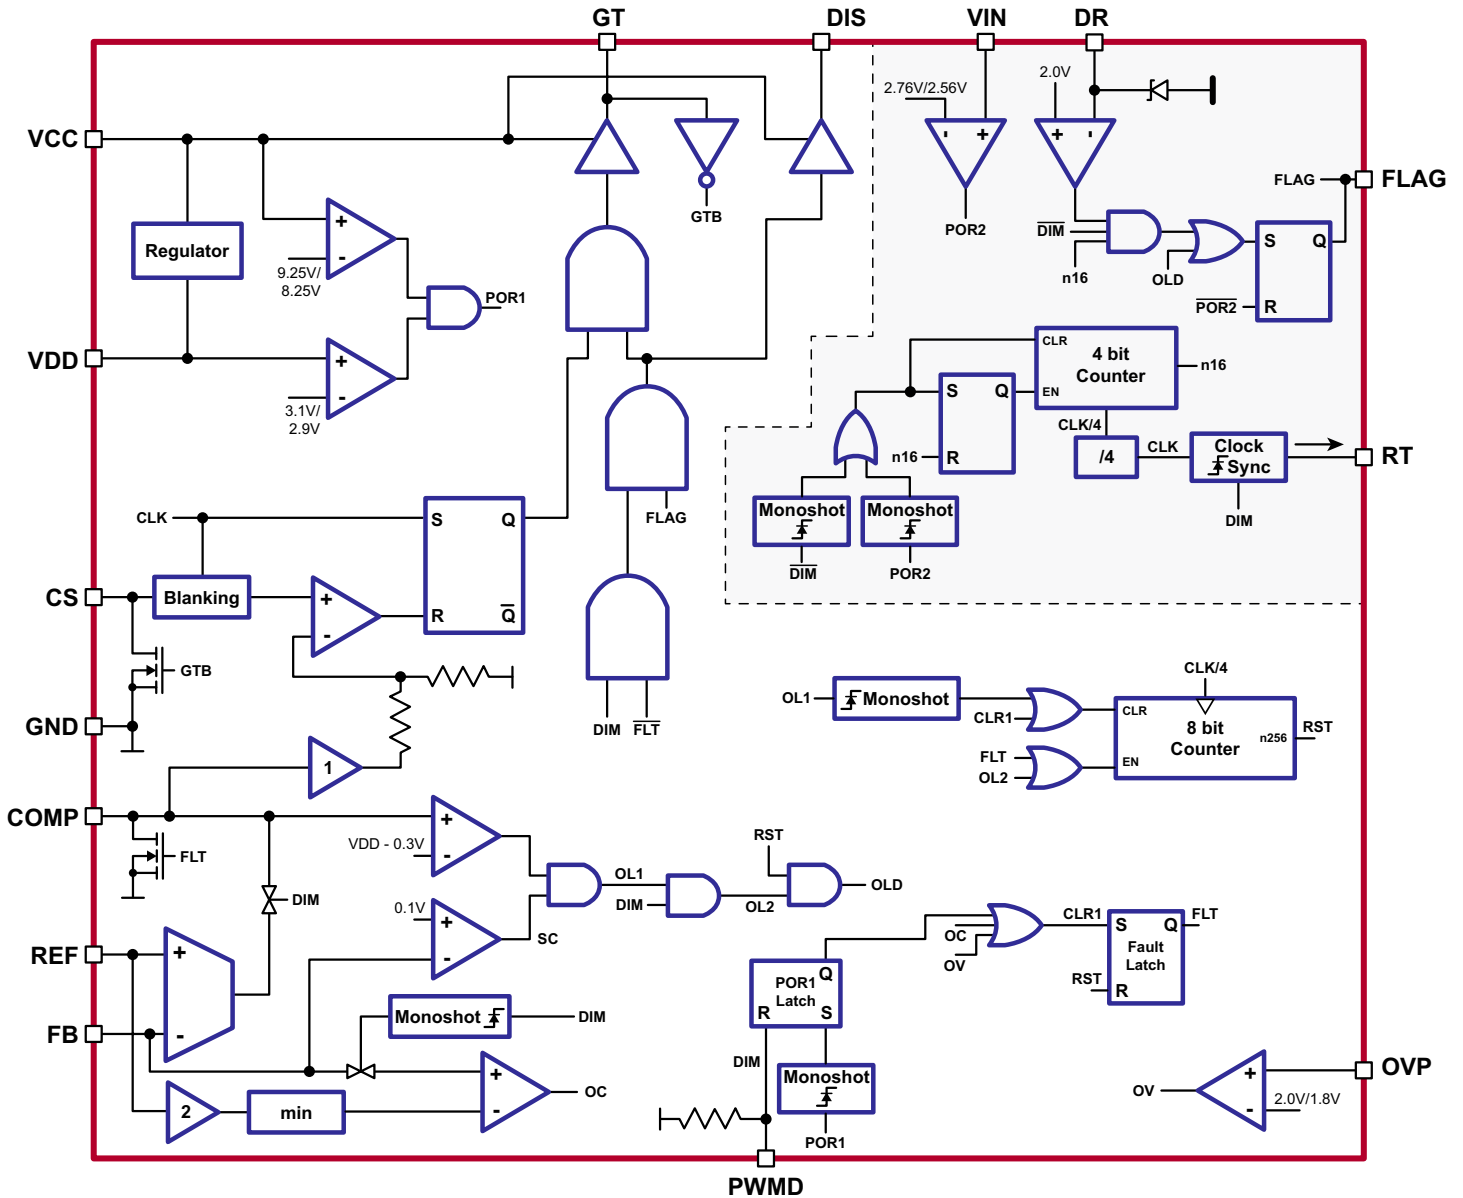 GT DIS VIN DR
2.76V/2.56V 2.0V
- + + -
VCC
FLAG FLAG
GTB
POR2
DIM
n16
OLD
S Q
POR2 R
Regulator
+
-
9.25V/
8.25V
POR1
VDD
+
-
3.1V/
2.9V
CLR
4 bit
Counter
EN
n16
S Q
n16 R
CLK/4
/4
CLK
Clock
Sync
RT
DIM
Monoshot Monoshot
DIM POR2
CLK
S Q
FLAG
CS
Blanking
+
-
R Q
GTB
GND
DIM FLT
1
OL1 Monoshot
CLR1
FLT
OL2
CLK/4
CLR
8 bit
Counter
n256
EN
RST
COMP
FLT
+
VDD - 0.3V -
DIM
OL1
DIM
OL2
RST
OLD
0.1V
+
-
SC
REF
+
-
FB
OC
OV
CLR1
S Q FLT
Fault
Latch
RST R
Q
POR1
Latch
R S
Monoshot DIM
DIM
Monoshot
POR1
2 min
+
-
OC
OV
+
-
OVP
2.0V/1.8V
PWMD